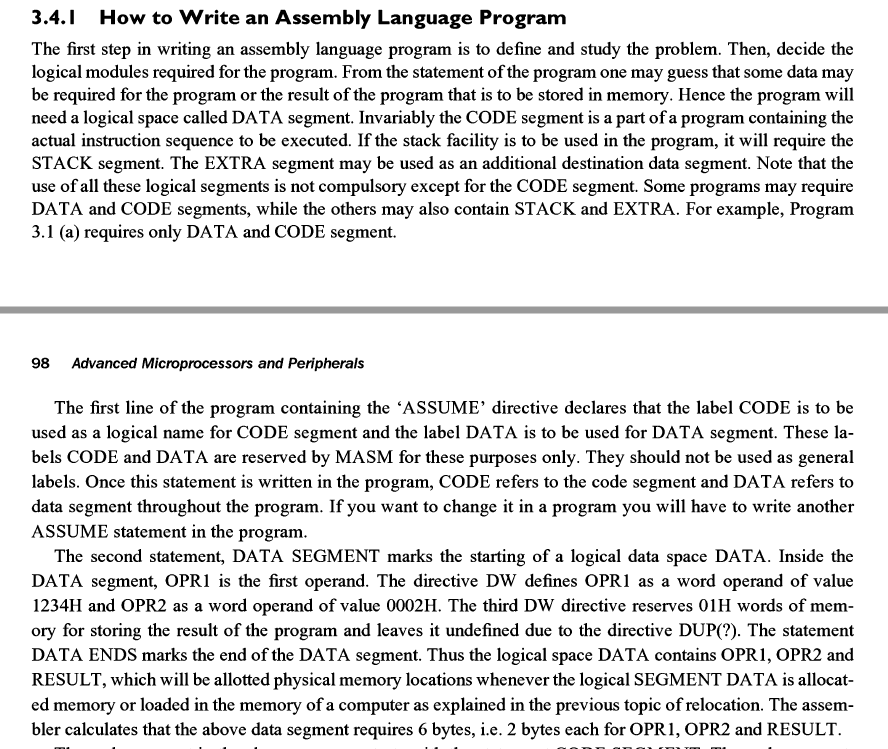 3.4.1 How to Write an Assembly Language Program
The first step in writing an assembly language program is to define and study the problem. Then, decide the
logical modules required for the program. From the statement of the program one may guess that some data may
be required for the program or the result of the program that is to be stored in memory. Hence the program will
need a logical space called DATA segment. Invariably the CODE segment is a part of a program containing the
actual instruction sequence to be executed. If the stack facility is to be used in the program, it will require the
STACK segment. The EXTRA segment may be used as an additional destination data segment. Note that the
use of all these logical segments is not compulsory except for the CODE segment. Some programs may require
DATA and CODE segments, while the others may also contain STACK and EXTRA. For example, Program
3.1 (a) requires only DATA and CODE segment.
98 Advanced Microprocessors and Peripherals
The first line of the program containing the ‘ASSUME’ directive declares that the label CODE is to be
used as a logical name for CODE segment and the label DATA is to be used for DATA segment. These la-
bels CODE and DATA are reserved by MASM for these purposes only. They should not be used as general
labels. Once this statement is written in the program, CODE refers to the code segment and DATA refers to
data segment throughout the program. If you want to change it in a program you will have to write another
ASSUME statement in the program.
The second statement, DATA SEGMENT marks the starting of a logical data space DATA. Inside the
DATA segment, OPR1 is the first operand. The directive DW defines OPR1 as a word operand of value
1234H and OPR2 as a word operand of value 0002H. The third DW directive reserves 01H words of mem-
ory for storing the result of the program and leaves it undefined due to the directive DUP(?). The statement
DATA ENDS marks the end of the DATA segment. Thus the logical space DATA contains OPR1, OPR2 and
RESULT, which will be allotted physical memory locations whenever the logical SEGMENT DATA is allocat-
ed memory or loaded in the memory of a computer as explained in the previous topic of relocation. The assem-
bler calculates that the above data segment requires 6 bytes, i.e. 2 bytes each for OPR1, OPR2 and RESULT.